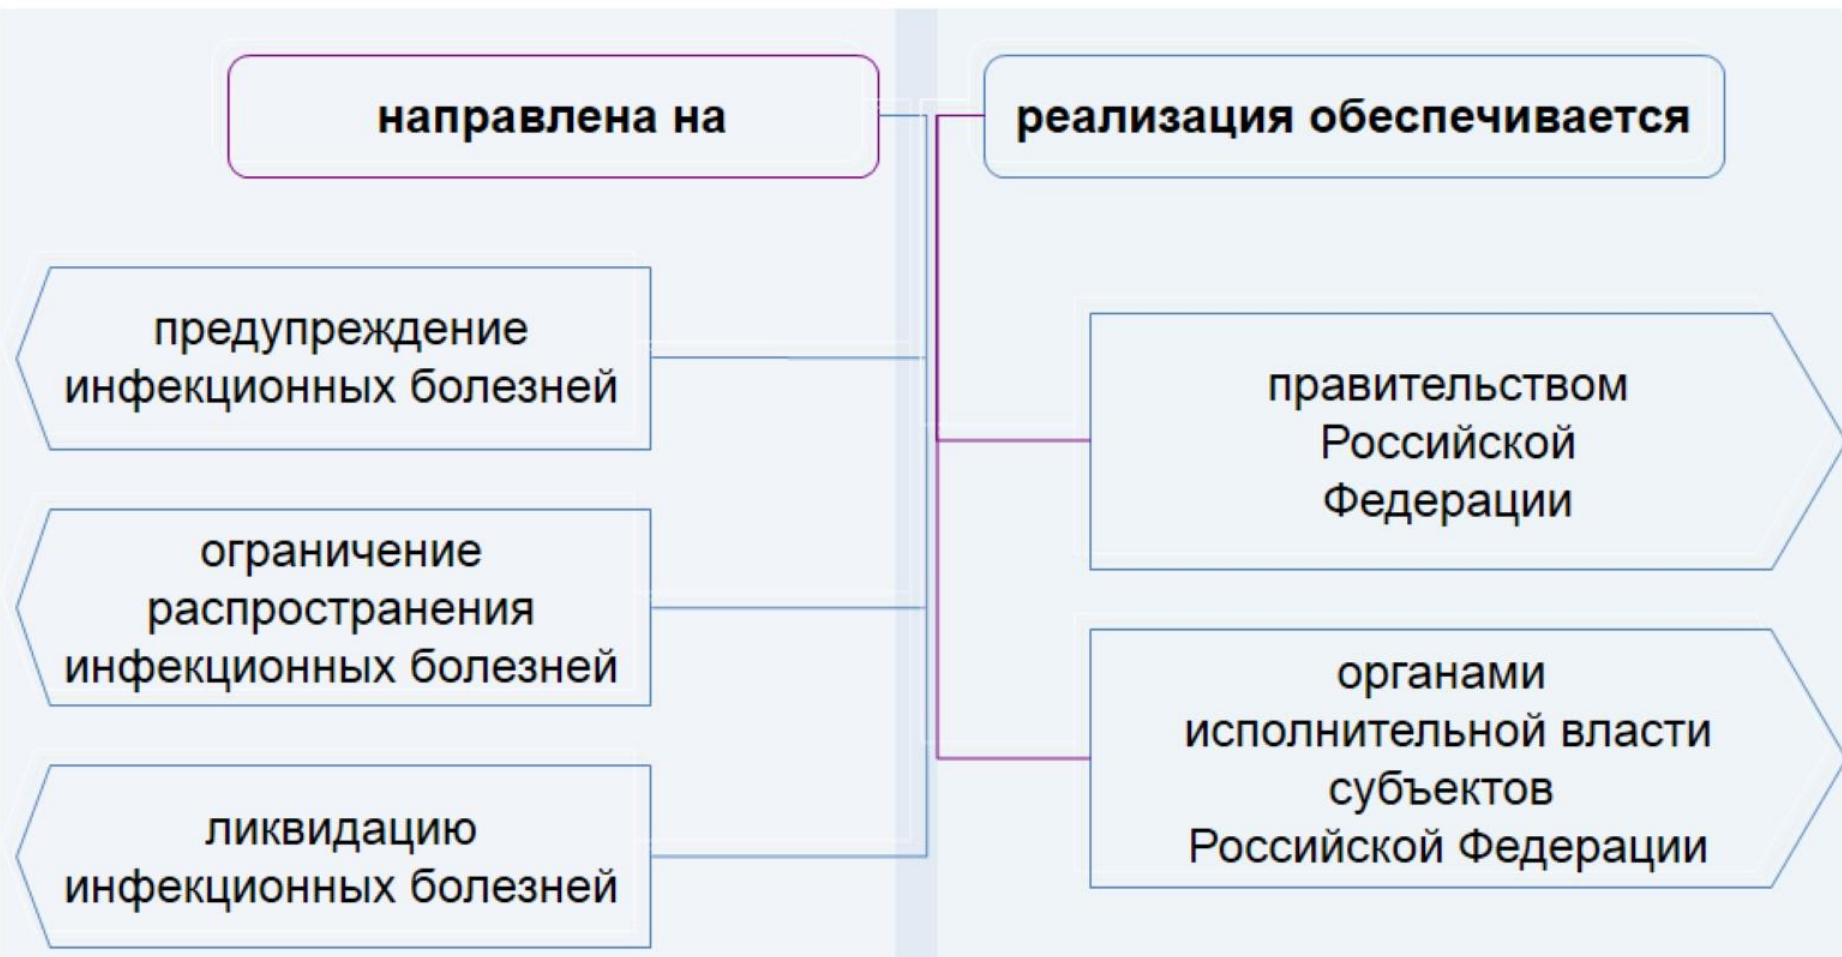 направлена на
предупреждение
инфекционных болезней
ограничение
распространения
инфекционных болезней
ликвидацию
инфекционных болезней
реализация обеспечивается
правительством
Российской
Федерации
органами
исполнительной власти
субъектов
Российской Федерации